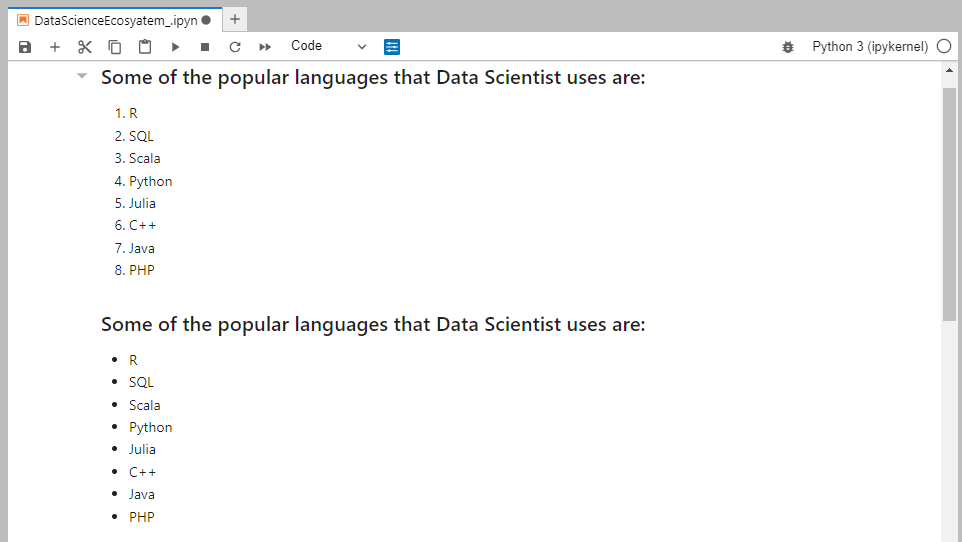 DataScienceEcosyatem_.ipyn
Code
Python 3 (ipykernel)
Some of the popular languages that Data Scientist uses are:
1. R
2. SQL
3. Scala
4. Python
5. Julia
6. C++
7. Java
8. PHP
Some of the popular languages that Data Scientist uses are:
• R
• SQL
• Scala
• Python
• Julia
• C++
• Java
• PHP